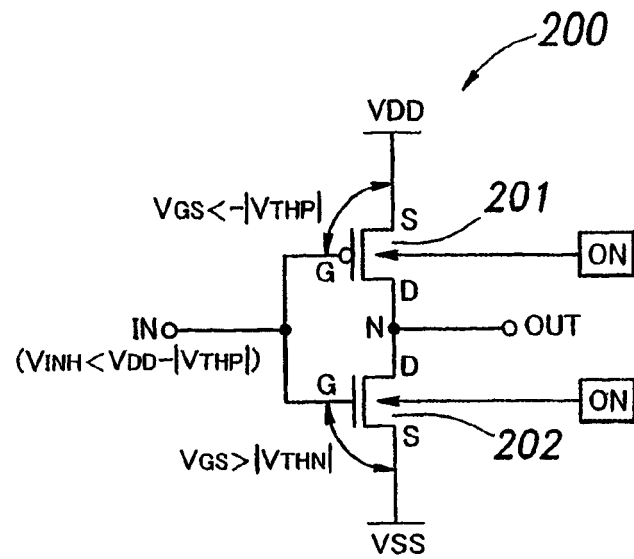 200
VDD
VGS<-|VTHP|
S
201
G
ON
D
IN
N
OUT
(VINH<VDD-|VTHP|)
D
G
ON
S
202
VGS>|VTHN|
VSS